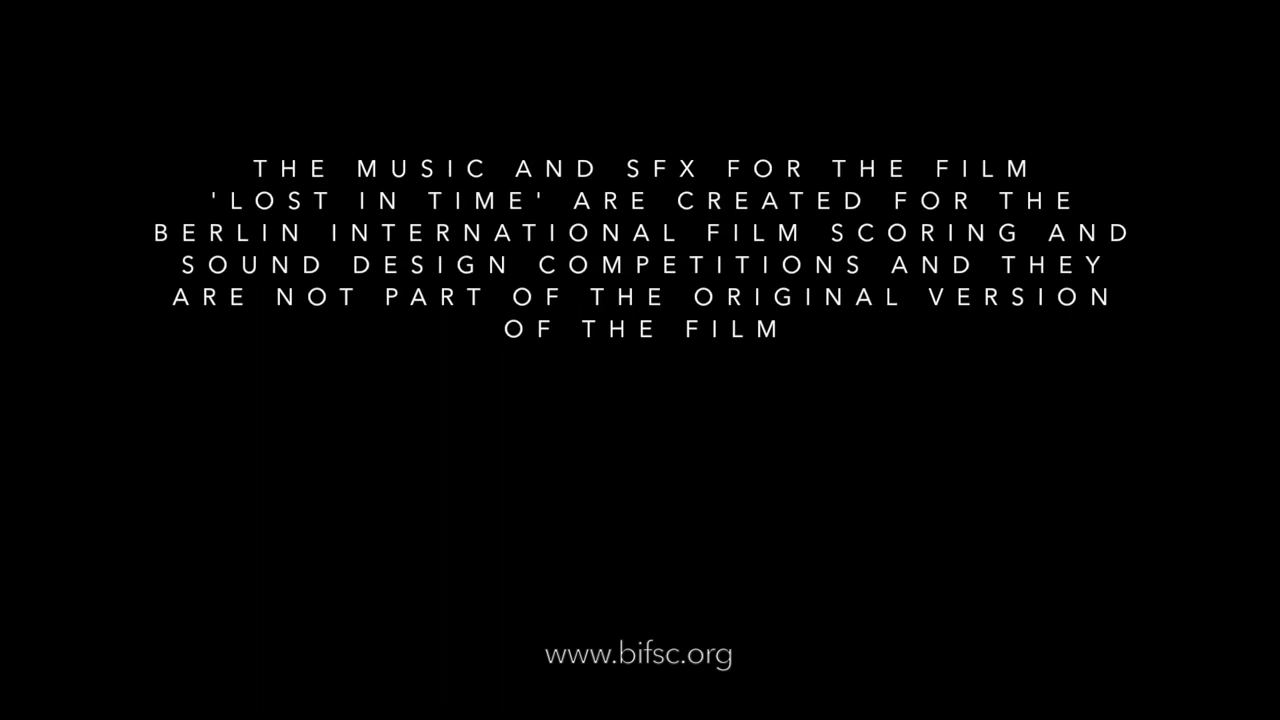 THE MUSIC AND SFX FOR THE FILM
'LOST IN TIME' ARE CREATED FOR THE
BERLIN INTERNATIONAL FILM SCORING AND
SOUND DESIGN COMPETITIONS AND THEY
ARE NOT PART OF THE ORIGINAL VERSION
OF THE FILM
www.bifsc.org